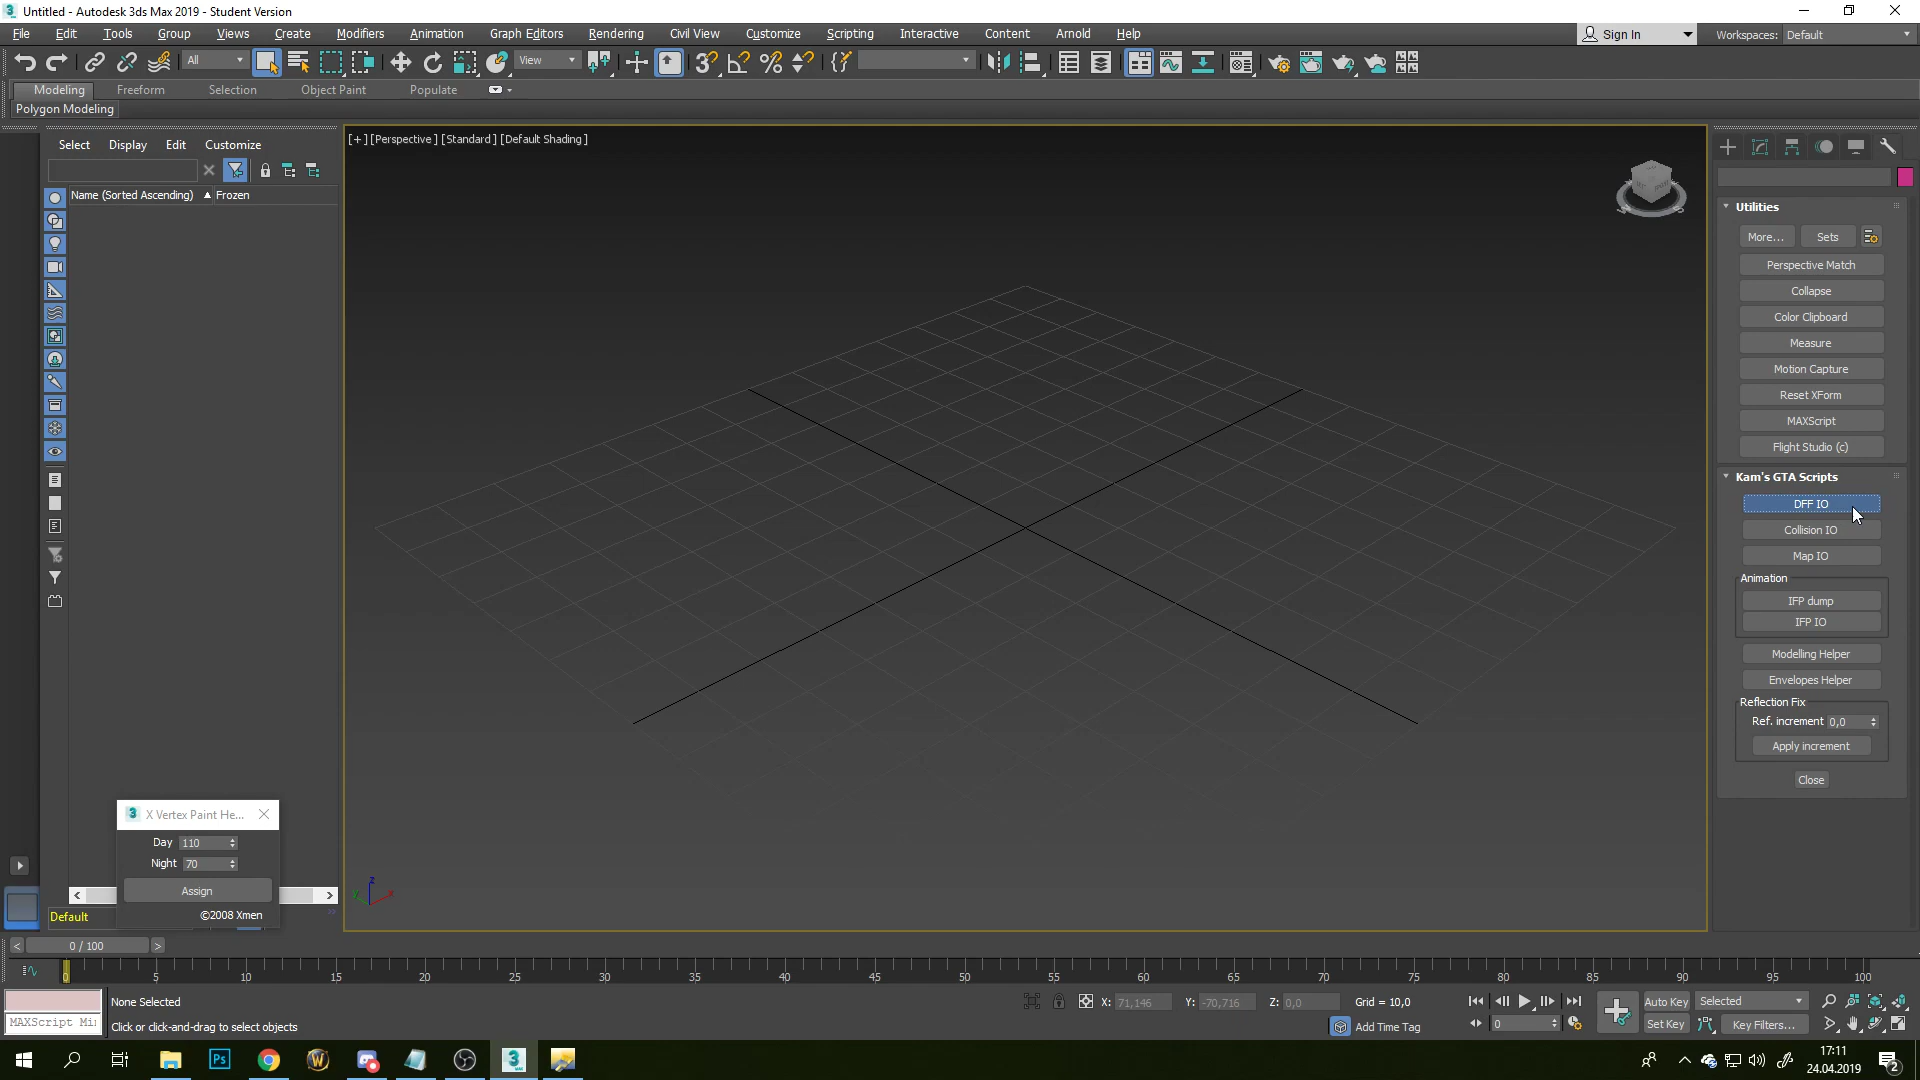 Untitled - Autodesk 3ds Max 2019 - Student Version
File Edit Tools Group Views Create Modifiers Animation Graph Editors Rendering Civil View Customize Scripting Interactive Content Arnold Help Sign In Workspaces: Default
All View
Modeling Freeform Selection Object Paint Populate
Polygon Modeling
Select Display Edit Customize
Name (Sorted Ascending) Frozen
[+] [Perspective] [Standard] [Default Shading]
Utilities
More... Sets
Perspective Match
Collapse
Color Clipboard
Measure
Motion Capture
Reset XForm
MAXScript
Flight Studio (c)
Kam's GTA Scripts
DFF IO
Collision IO
Map IO
Animation
IFP dump
IFP IO
Modelling Helper
Envelopes Helper
Reflection Fix
Ref. increment 0,0
Apply increment
Close
X Vertex Paint He...
Day 110
Night 70
Assign
©2008 Xmen
Default
z
x
y
< 0 / 100 >
0 5 10 15 20 25 30 35 40 45 50 55 60 65 70 75 80 85 90 95 100
None Selected
X: 71,146 Y: -70,716 Z: 0,0 Grid = 10,0
Auto Key Selected
MAXScript Mi
Click or click-and-drag to select objects
Add Time Tag
0
Set Key Key Filters...
17:11
24.04.2019
2